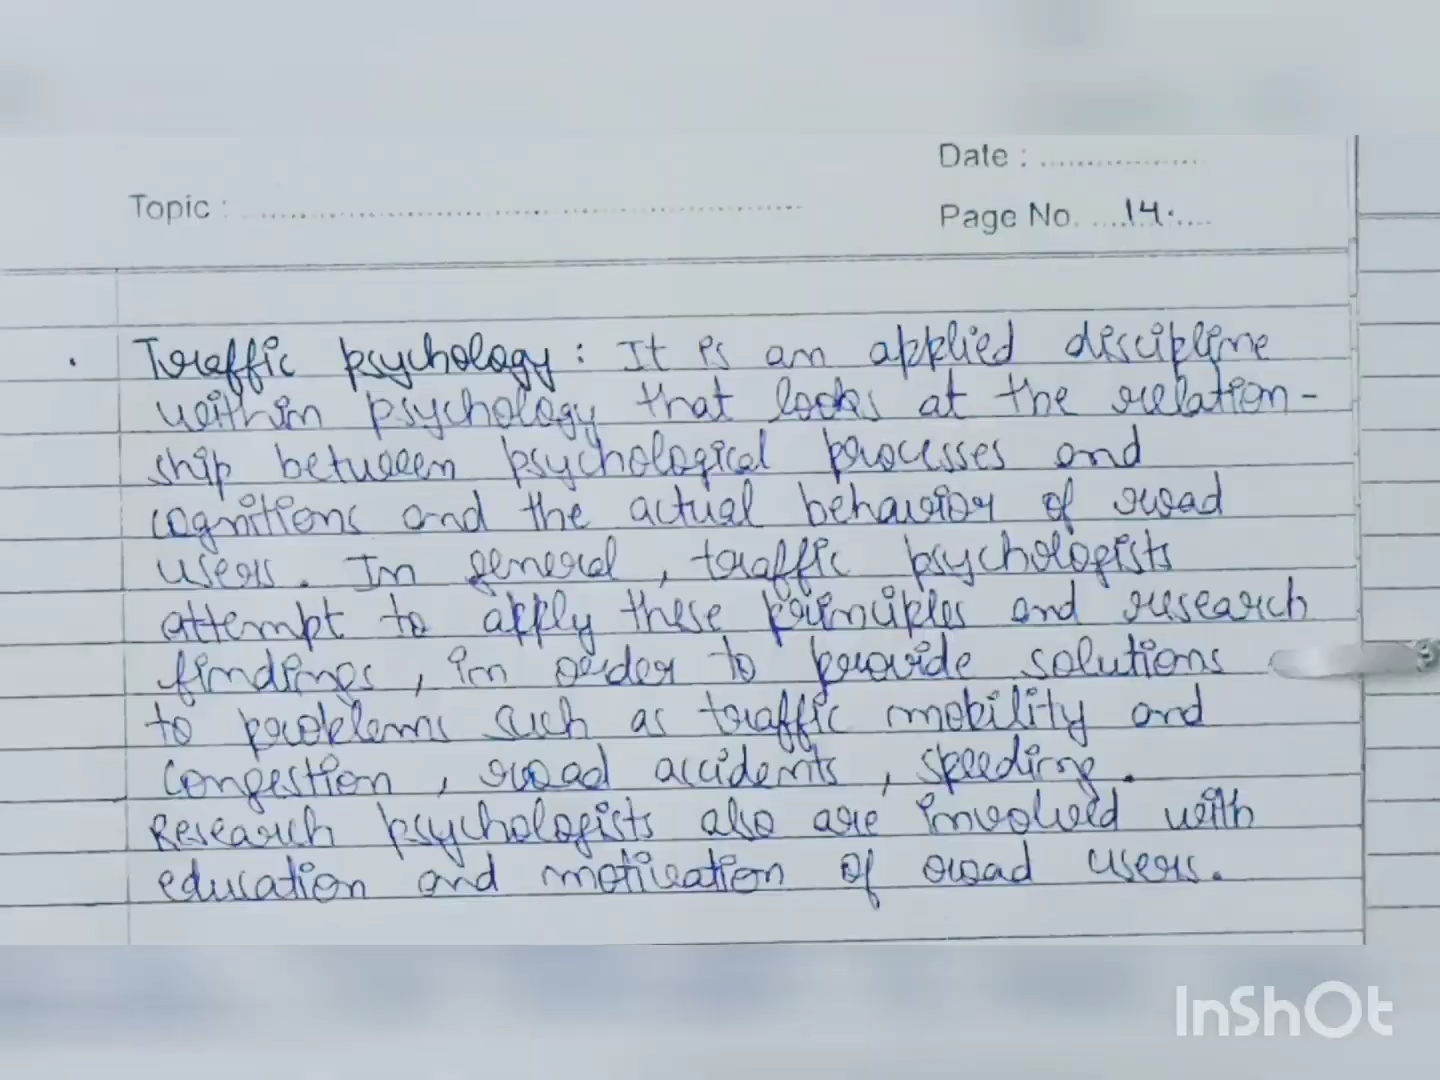 Date : ....................
Topic : ............................................................
Page No. ....14.....
. Traffic psychology : It is an applied discipline
within psychology that looks at the relation-
ship between psychological processes and
cognitions and the actual behavior of road
users. In general, traffic psychologists
attempt to apply these principles and research
findings, in order to provide solutions
to problems such as traffic mobility and
congestion, road accidents, speeding.
Research psychologists also are involved with
education and motivation of road users.
InShOt